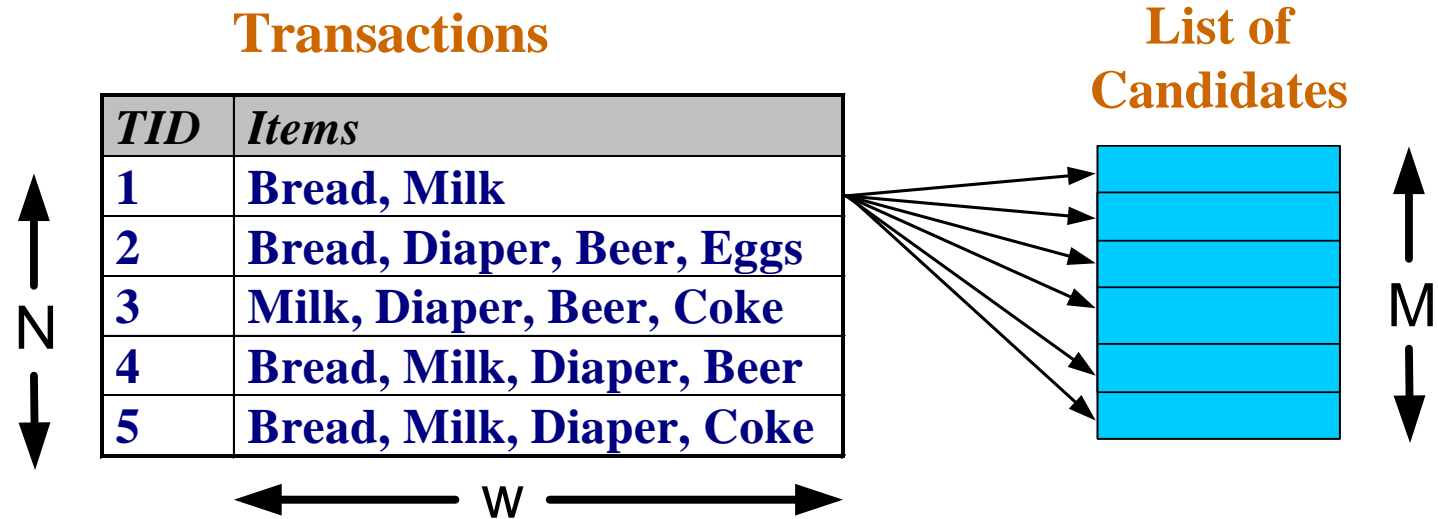 Transactions
List of
Candidates
TID Items
1 Bread, Milk
2 Bread, Diaper, Beer, Eggs
3 Milk, Diaper, Beer, Coke
4 Bread, Milk, Diaper, Beer
5 Bread, Milk, Diaper, Coke
N
M
w